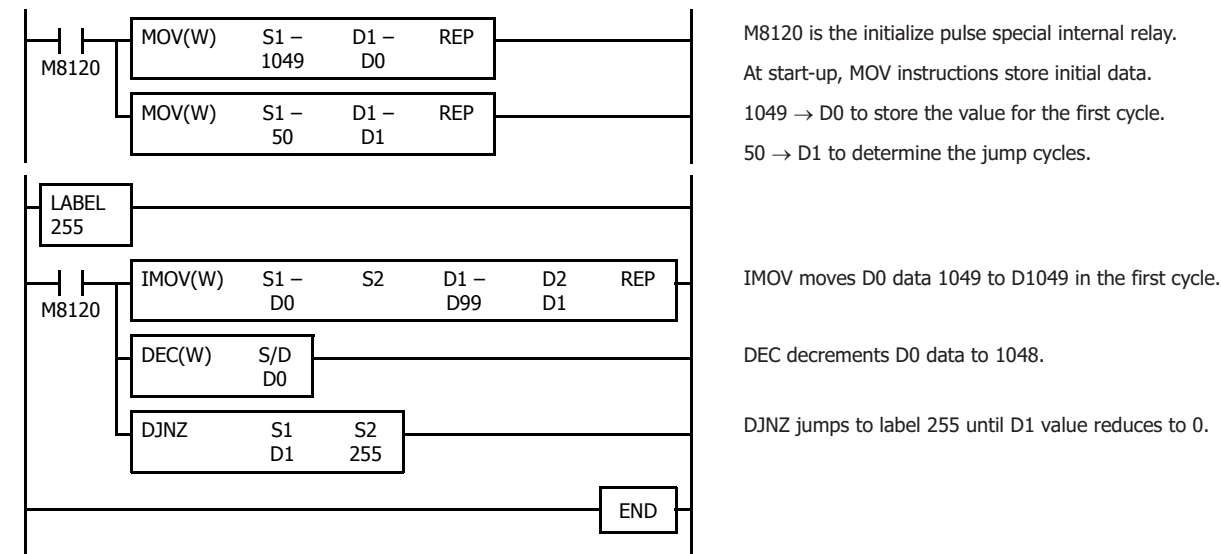 MOV(W) S1 – D1 – REP
M8120 is the initialize pulse special internal relay.
M8120
1049 D0
At start-up, MOV instructions store initial data.
MOV(W) S1 – D1 – REP
1049 → D0 to store the value for the first cycle.
50 D1
50 → D1 to determine the jump cycles.
LABEL
255
IMOV(W) S1 – S2 D1 – D2 REP
IMOV moves D0 data 1049 to D1049 in the first cycle.
M8120
D0 D99 D1
DEC(W) S/D
DEC decrements D0 data to 1048.
D0
DJNZ S1 S2
DJNZ jumps to label 255 until D1 value reduces to 0.
D1 255
END